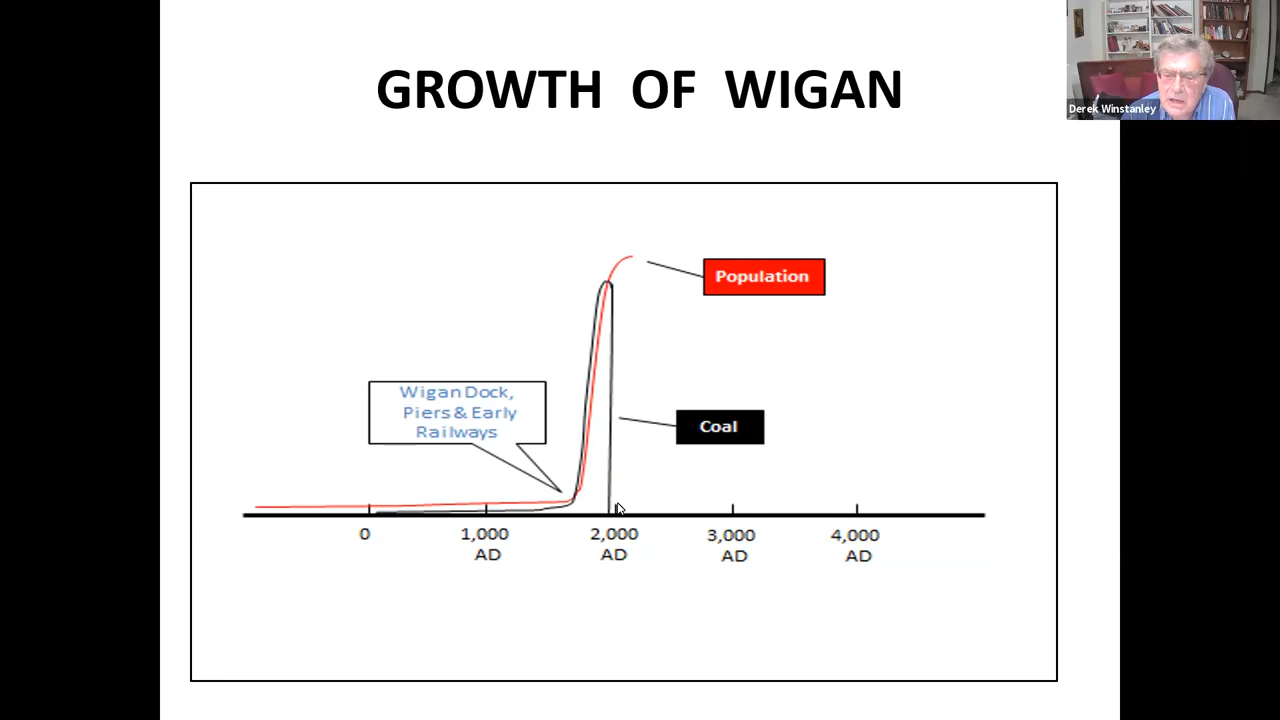 GROWTH OF WIGAN
Derek Winstanley
Population
Wigan Dock,
Piers & Early
Railways
Coal
0
1,000
AD
2,000
AD
3,000
AD
4,000
AD